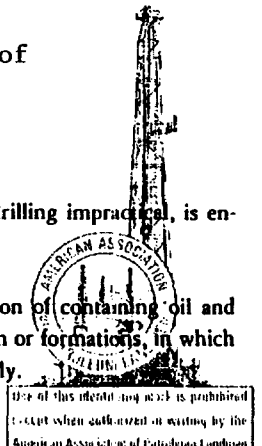 of
rilling impractical, is en-
AMERICAN ASSOCIATION
on of containing oil and
n or formations, in which
ly.
Use of this identifying mark is prohibited
except when authorized in writing by the
American Association of Petroleum Landmen